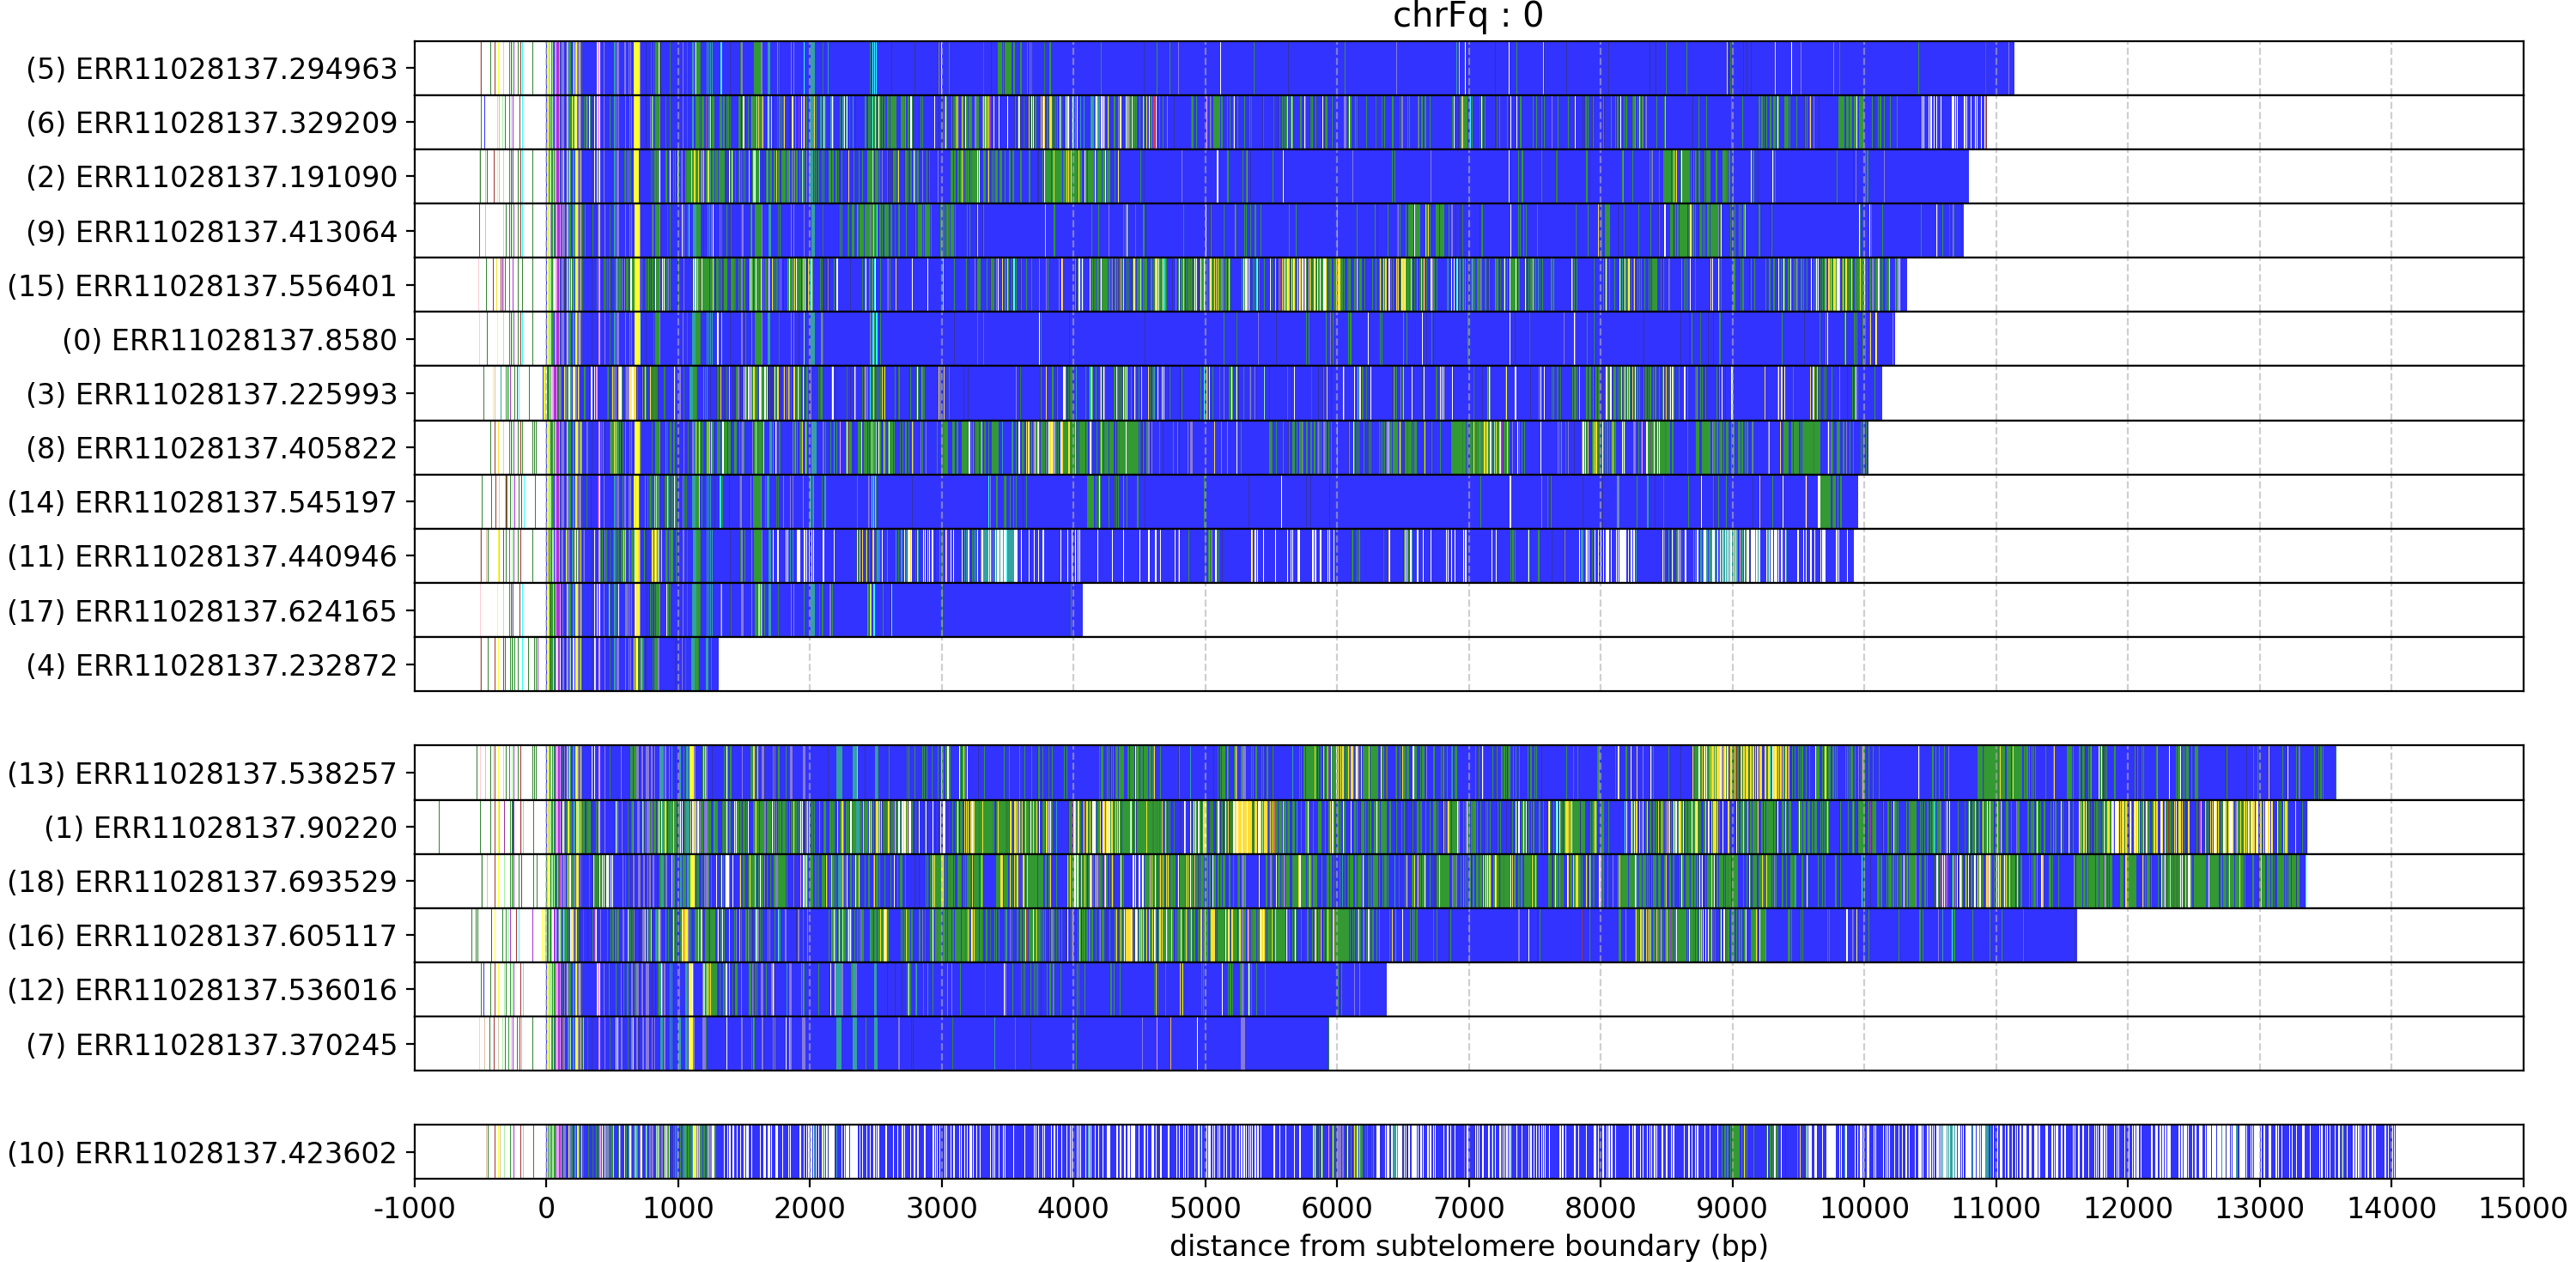 chrFq : 0
(5) ERR11028137.294963
(6) ERR11028137.329209
(2) ERR11028137.191090
(9) ERR11028137.413064
(15) ERR11028137.556401
(0) ERR11028137.8580
(3) ERR11028137.225993
(8) ERR11028137.405822
(14) ERR11028137.545197
(11) ERR11028137.440946
(17) ERR11028137.624165
(4) ERR11028137.232872
(13) ERR11028137.538257
(1) ERR11028137.90220
(18) ERR11028137.693529
(16) ERR11028137.605117
(12) ERR11028137.536016
(7) ERR11028137.370245
(10) ERR11028137.423602
-1000 0 1000 2000 3000 4000 5000 6000 7000 8000 9000 10000 11000 12000 13000 14000 15000
distance from subtelomere boundary (bp)